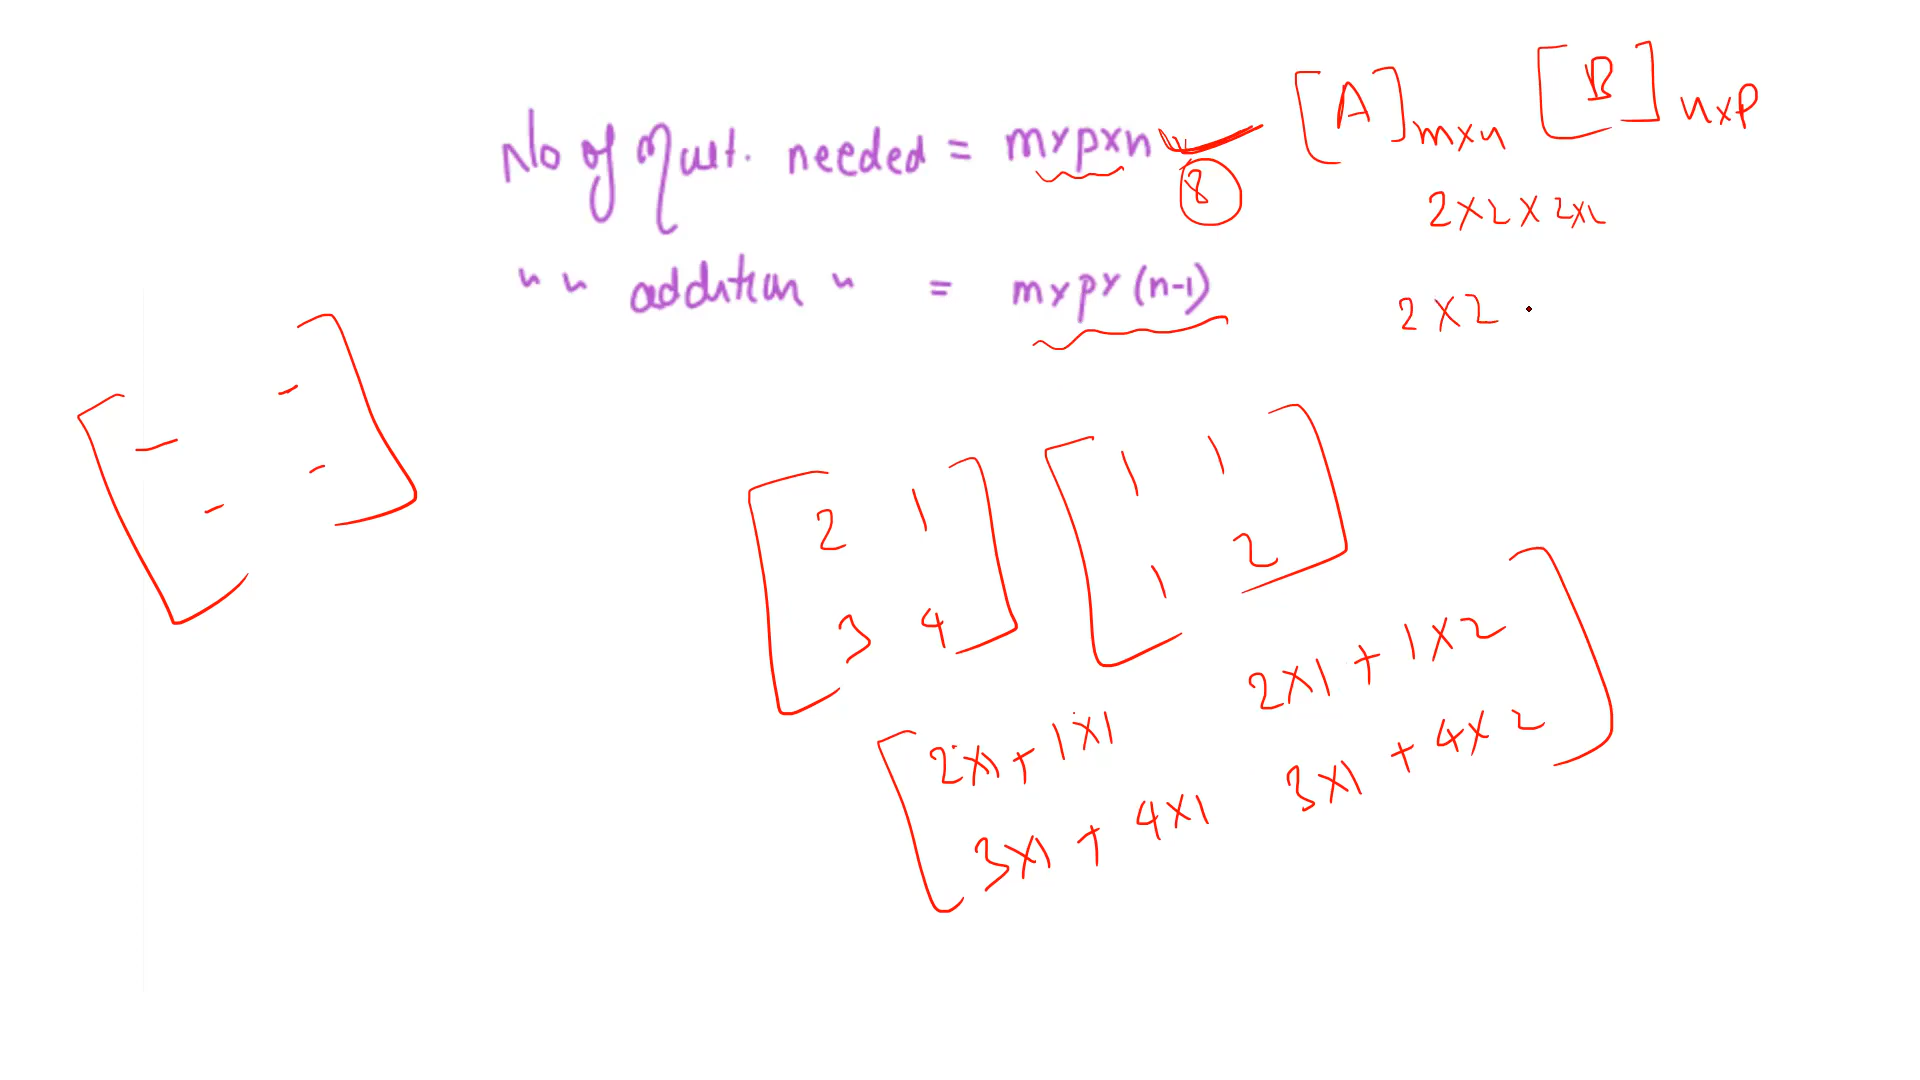 No of Mult. needed = m×p×n
8
[A]m×n [B]n×p
2×2×2×2
" " addition " = m×p×(n-1)
2×2
[ - -
- - ]
[ 2 1
3 4 ]
[ 1 1
1 2 ]
[ 2×1+1×1 2×1+1×2
3×1+4×1 3×1+4×2 ]